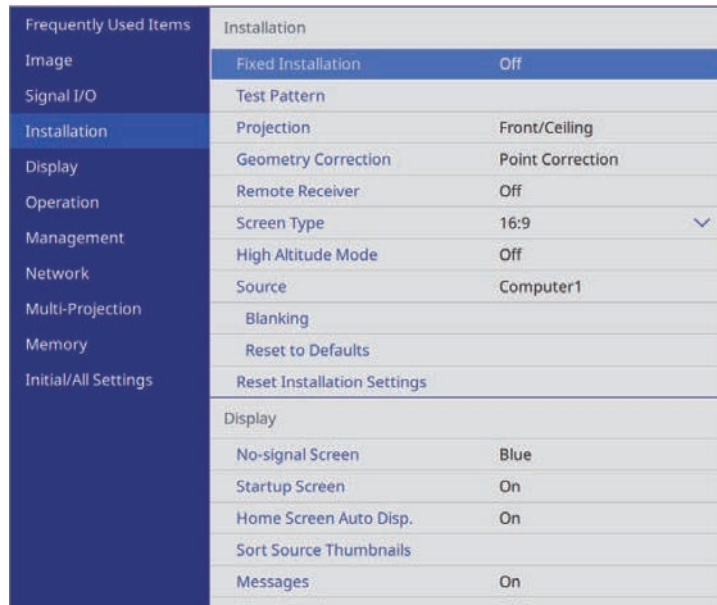 Frequently Used Items
Image
Signal I/O
Installation
Display
Operation
Management
Network
Multi-Projection
Memory
Initial/All Settings
Installation
Fixed Installation Off
Test Pattern
Projection Front/Ceiling
Geometry Correction Point Correction
Remote Receiver Off
Screen Type 16:9
High Altitude Mode Off
Source Computer1
Blanking
Reset to Defaults
Reset Installation Settings
Display
No-signal Screen Blue
Startup Screen On
Home Screen Auto Disp. On
Sort Source Thumbnails
Messages On